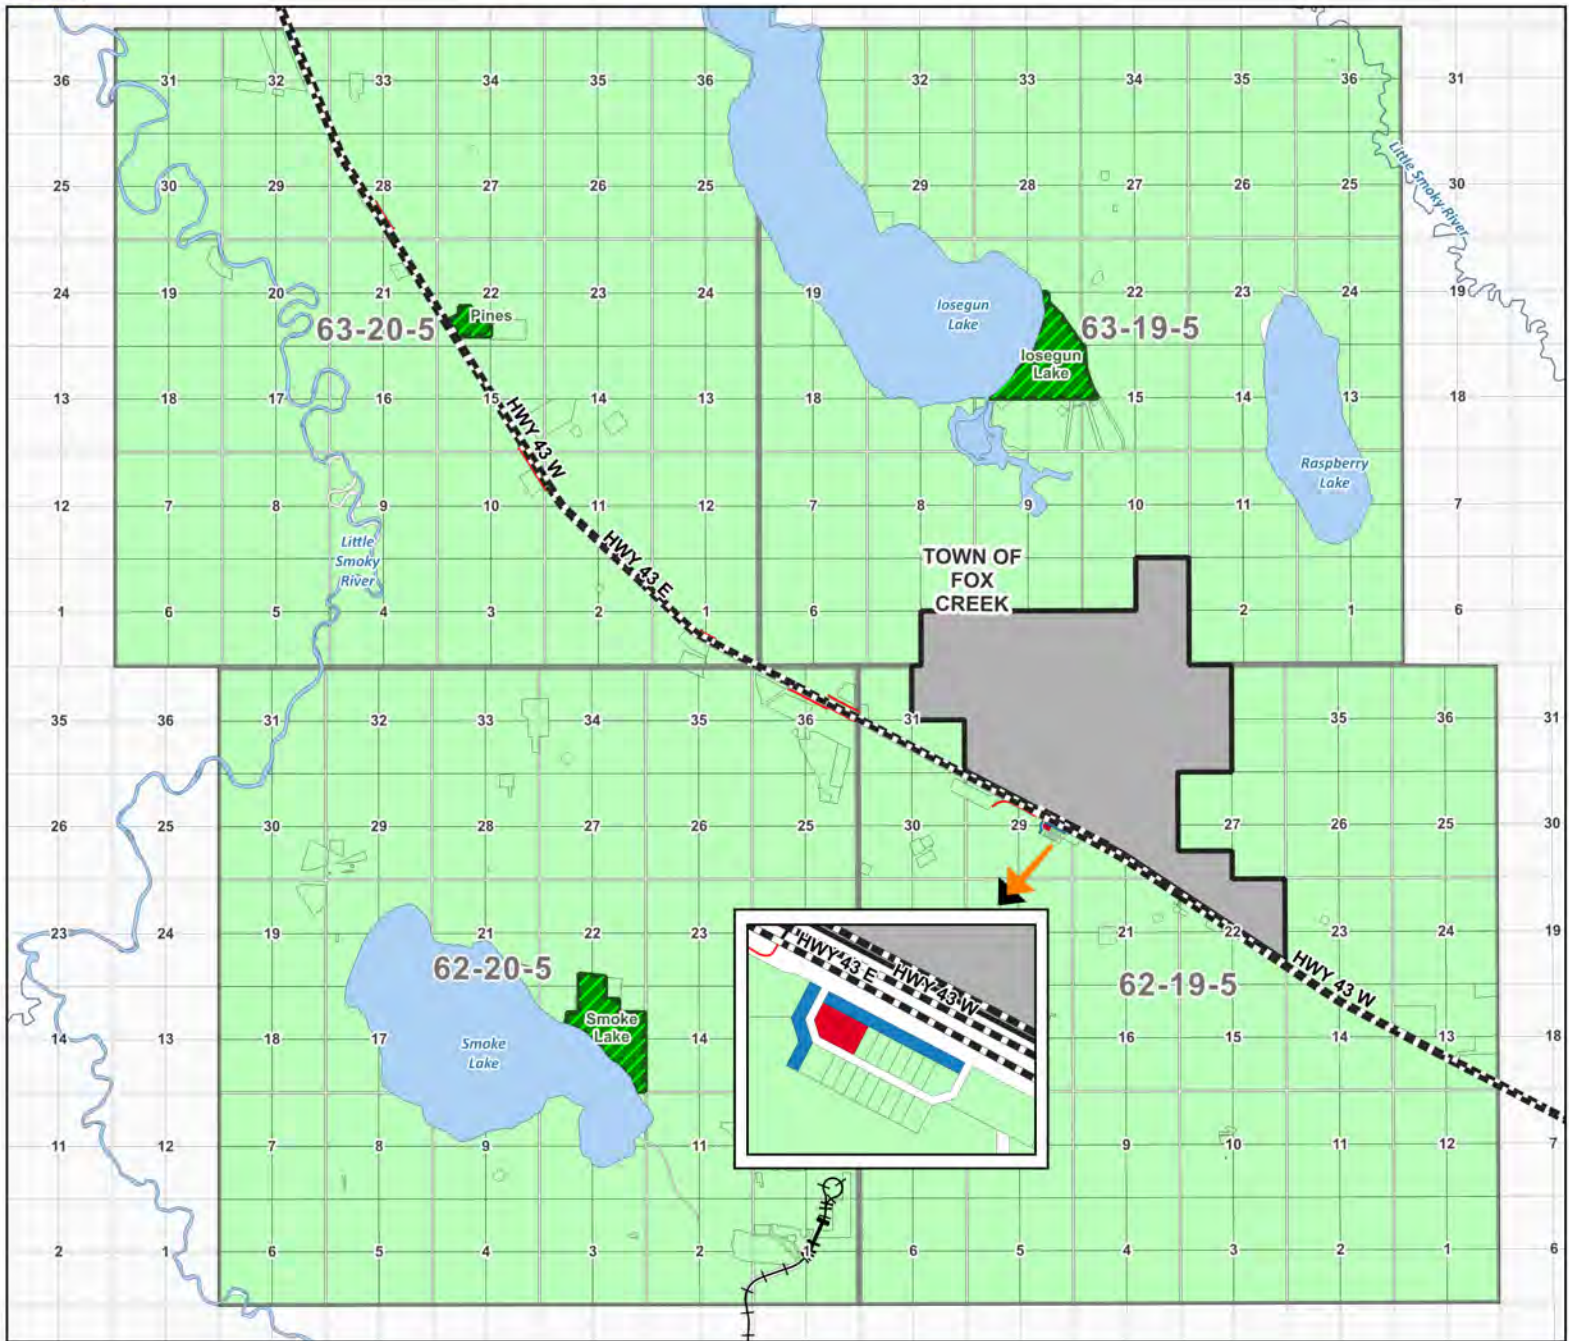 36 31 32 33 34 35 36 32 33 34 35 36 31
25 30 29 28 27 26 25 29 28 27 26 25 30
Little Smoky River
24 19 20 21 22 23 24 19 22 23 24 19
Pines
Iosegun
Lake
63-20-5
63-19-5
Iosegun
Lake
13 18 17 16 15 14 13 18 15 14 13 18
HWY 43 W
Raspberry
Lake
12 7 8 9 10 11 12 7 8 9 10 11 7
Little
Smoky
River
HWY 43 E
TOWN OF
FOX
CREEK
1 6 5 4 3 2 1 6 2 1 6
35 36 31 32 33 34 35 36 31 35 36 31
26 25 30 29 28 27 26 25 30 29 27 26 25 30
23 24 19 21 22 23 21 22 23 24 19
62-20-5
HWY 43 E
HWY 43 W
HWY 43 W
62-19-5
Smoke
Lake
14 13 18 17 14 16 15 14 13 18
Smoke
Lake
11 12 7 8 9 11 9 10 11 12 7
2 1 6 5 4 3 2 1 6 5 4 3 2 1 6